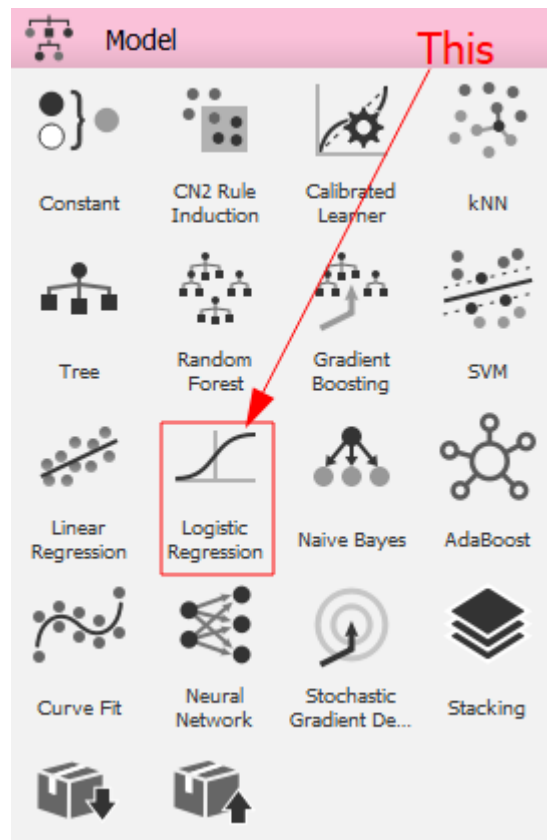 Model
This
Constant
CN2 Rule
Induction
Calibrated
Learner
kNN
Tree
Random
Forest
Gradient
Boosting
SVM
Linear
Regression
Logistic
Regression
Naive Bayes
AdaBoost
Curve Fit
Neural
Network
Stochastic
Gradient De...
Stacking